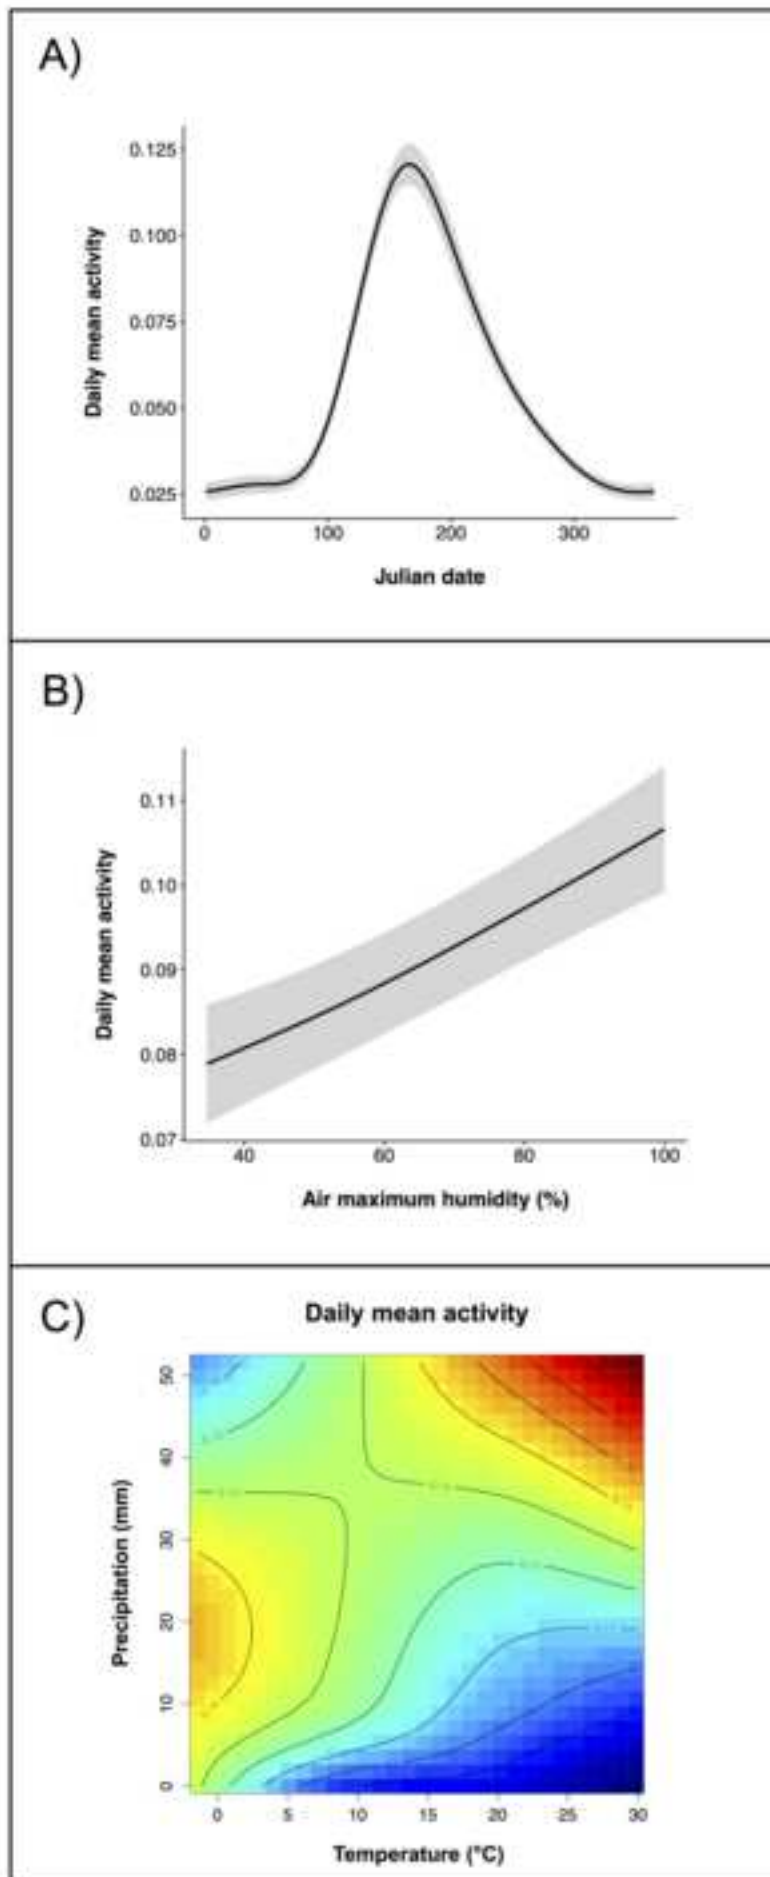 A)
0.125
0.100
0.075
0.050
0.025
Daily mean activity
0 100 200 300
Julian date
B)
0.11
0.10
0.09
0.08
0.07
Daily mean activity
40 60 80 100
Air maximum humidity (%)
C)
Daily mean activity
50
40
30
20
10
0
Precipitation (mm)
0 5 10 15 20 25 30
Temperature (°C)